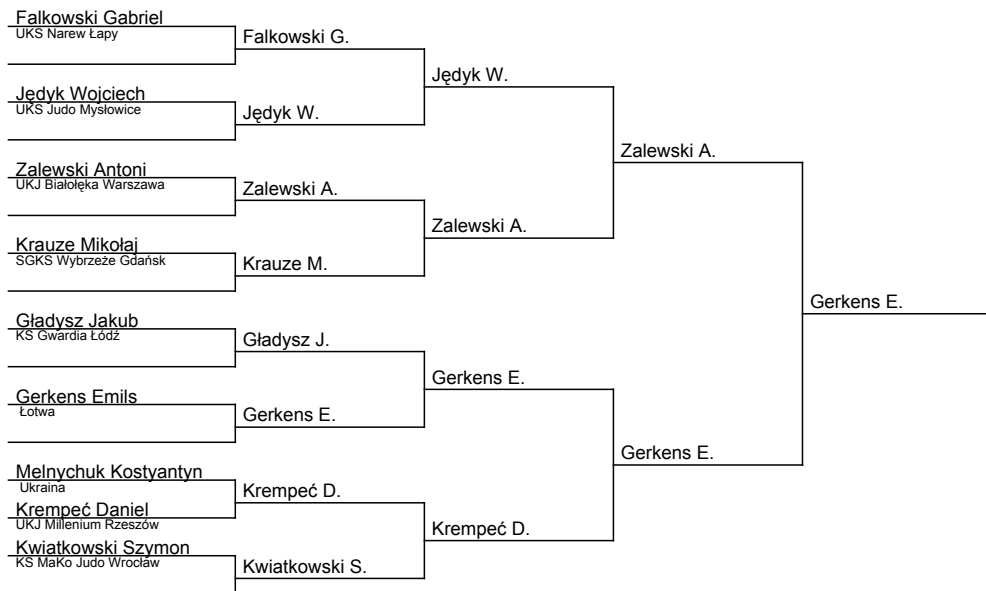 Falkowski Gabriel
UKS Narew Łapy
Falkowski G.
Jędyk W.
Jędyk Wojciech
UKS Judo Mysłowice
Jędyk W.
Zalewski A.
Zalewski Antoni
UKJ Białołęka Warszawa
Zalewski A.
Zalewski A.
Krauze Mikołaj
SGKS Wybrzeże Gdańsk
Krauze M.
Gerkens E.
Gładysz Jakub
KS Gwardia Łódź
Gładysz J.
Gerkens E.
Gerkens Emils
Łotwa
Gerkens E.
Gerkens E.
Melnychuk Kostyantyn
Ukraina
Krempeć D.
Krempeć Daniel
UKJ Millenium Rzeszów
Krempeć D.
Kwiatkowski Szymon
KS MaKo Judo Wrocław
Kwiatkowski S.